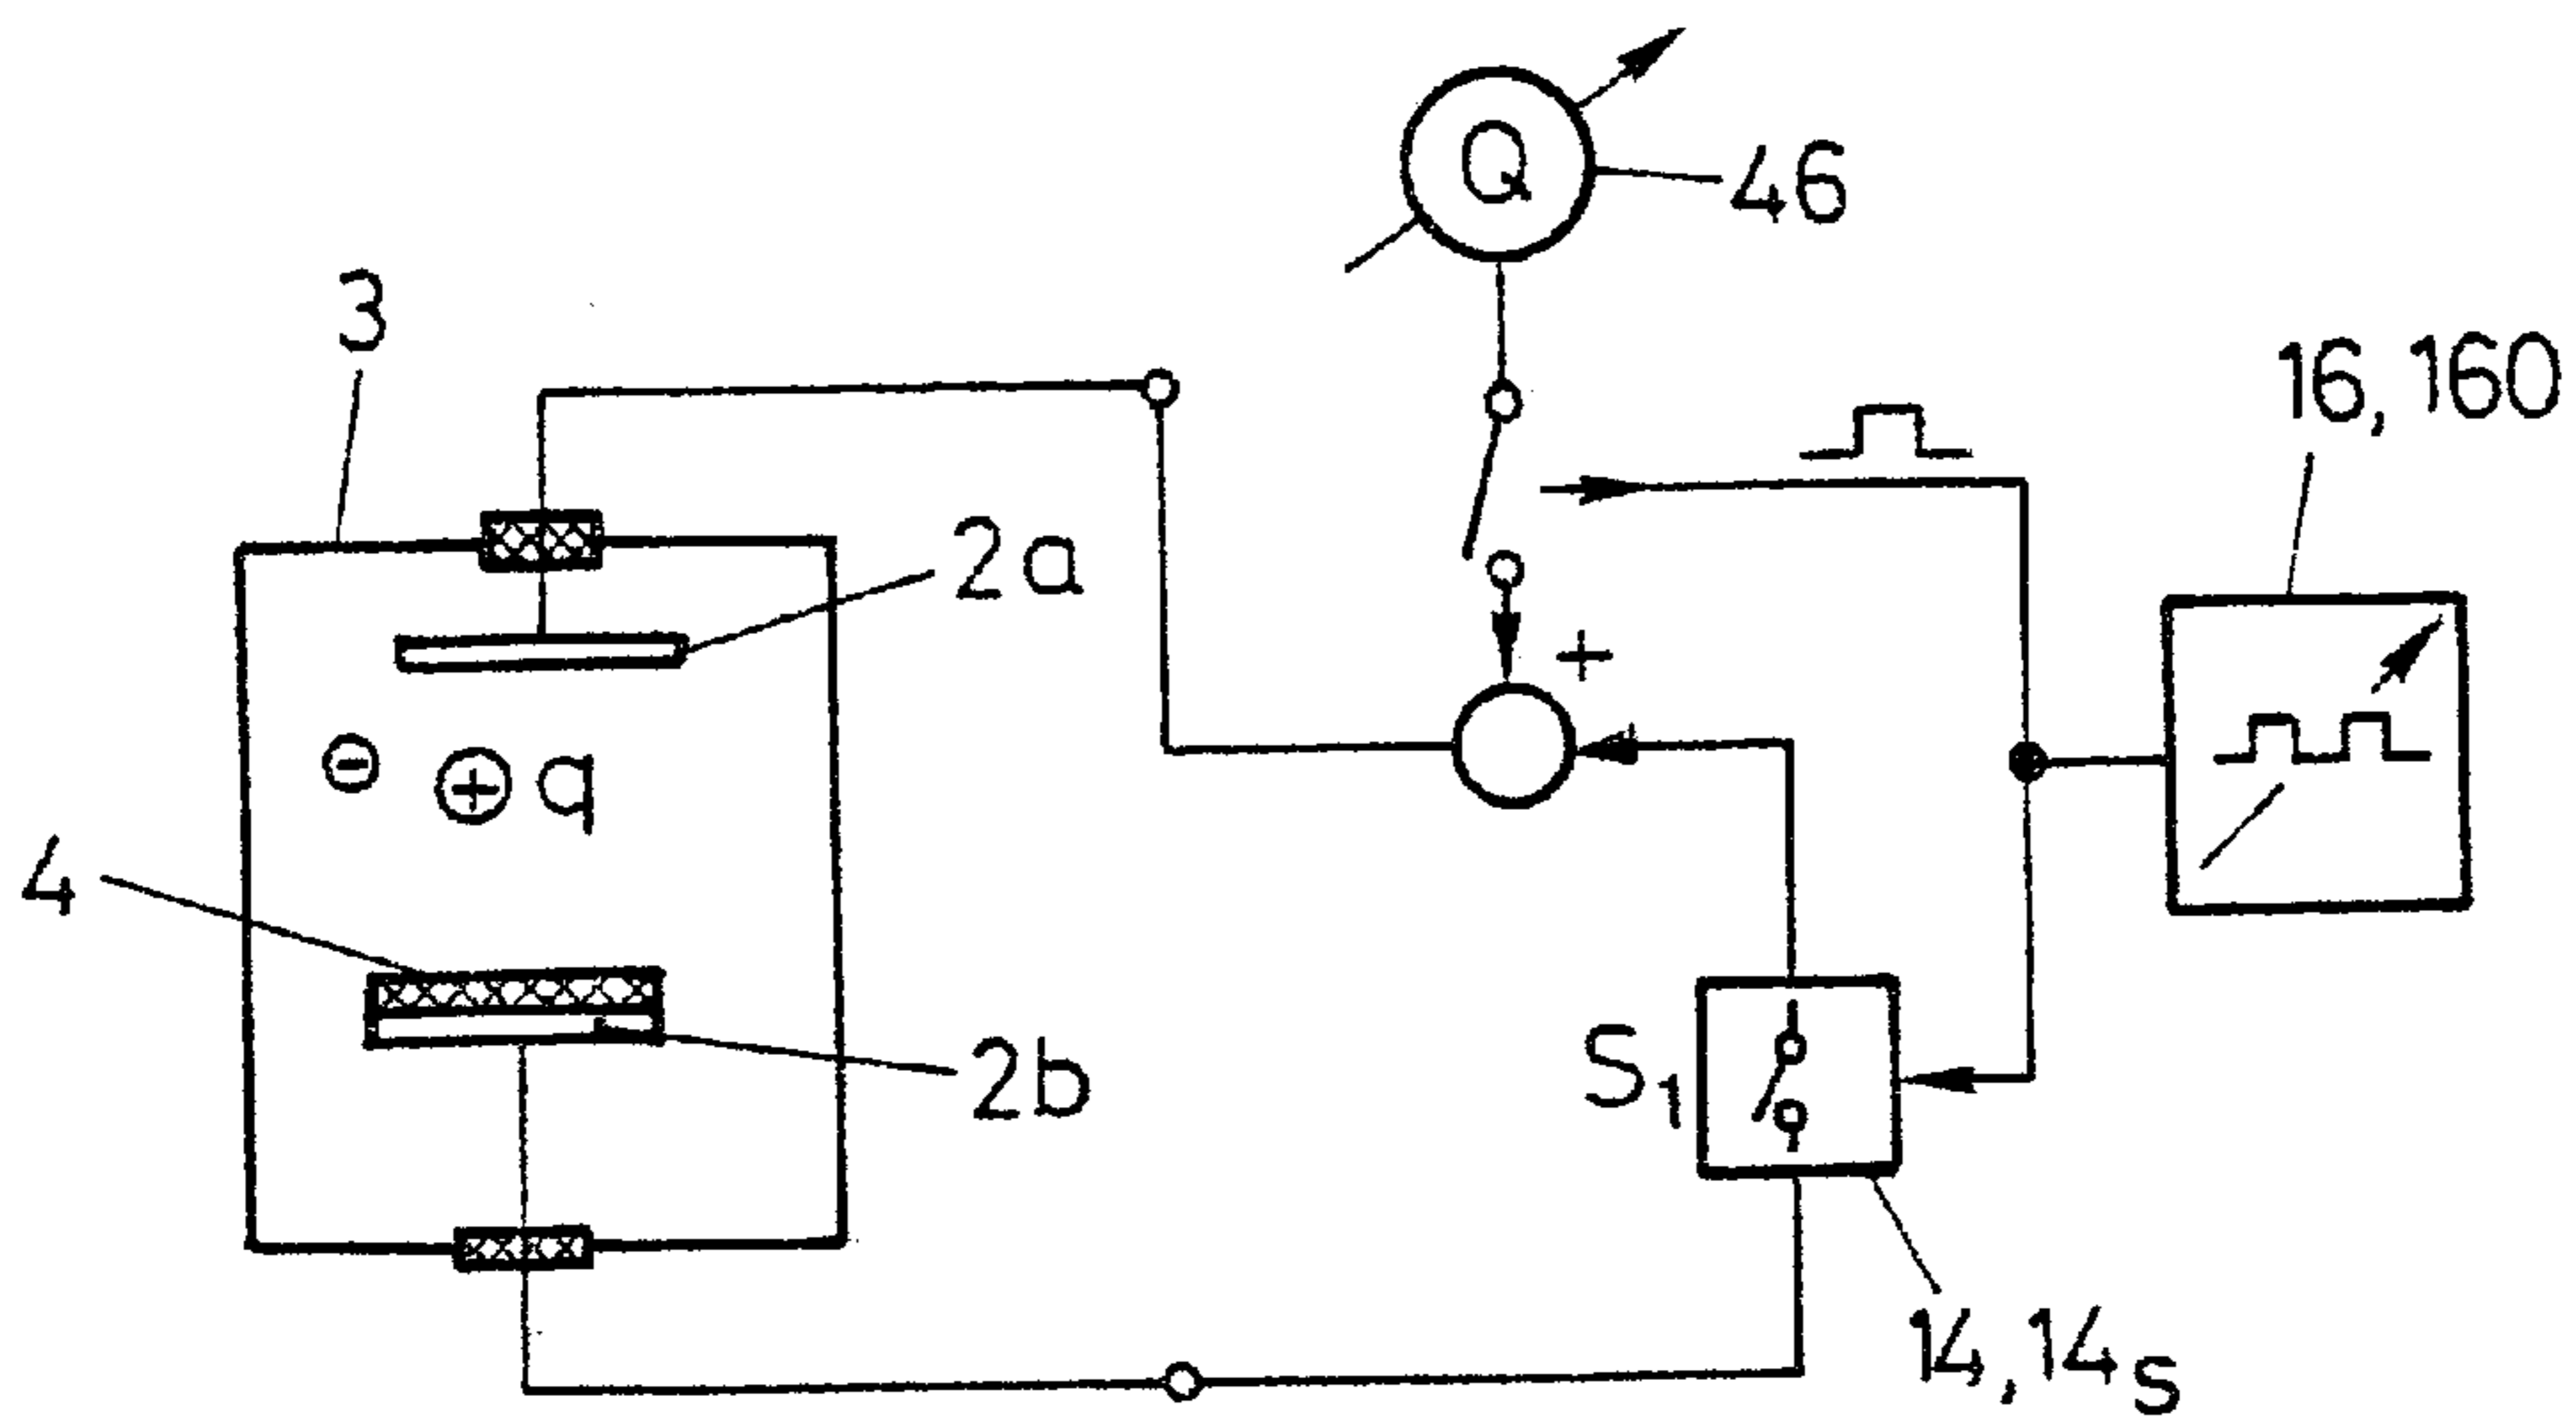 Q
46
3
16, 160
2a
+
⊖ ⊕ q
4
S₁
2b
14, 14ₛ